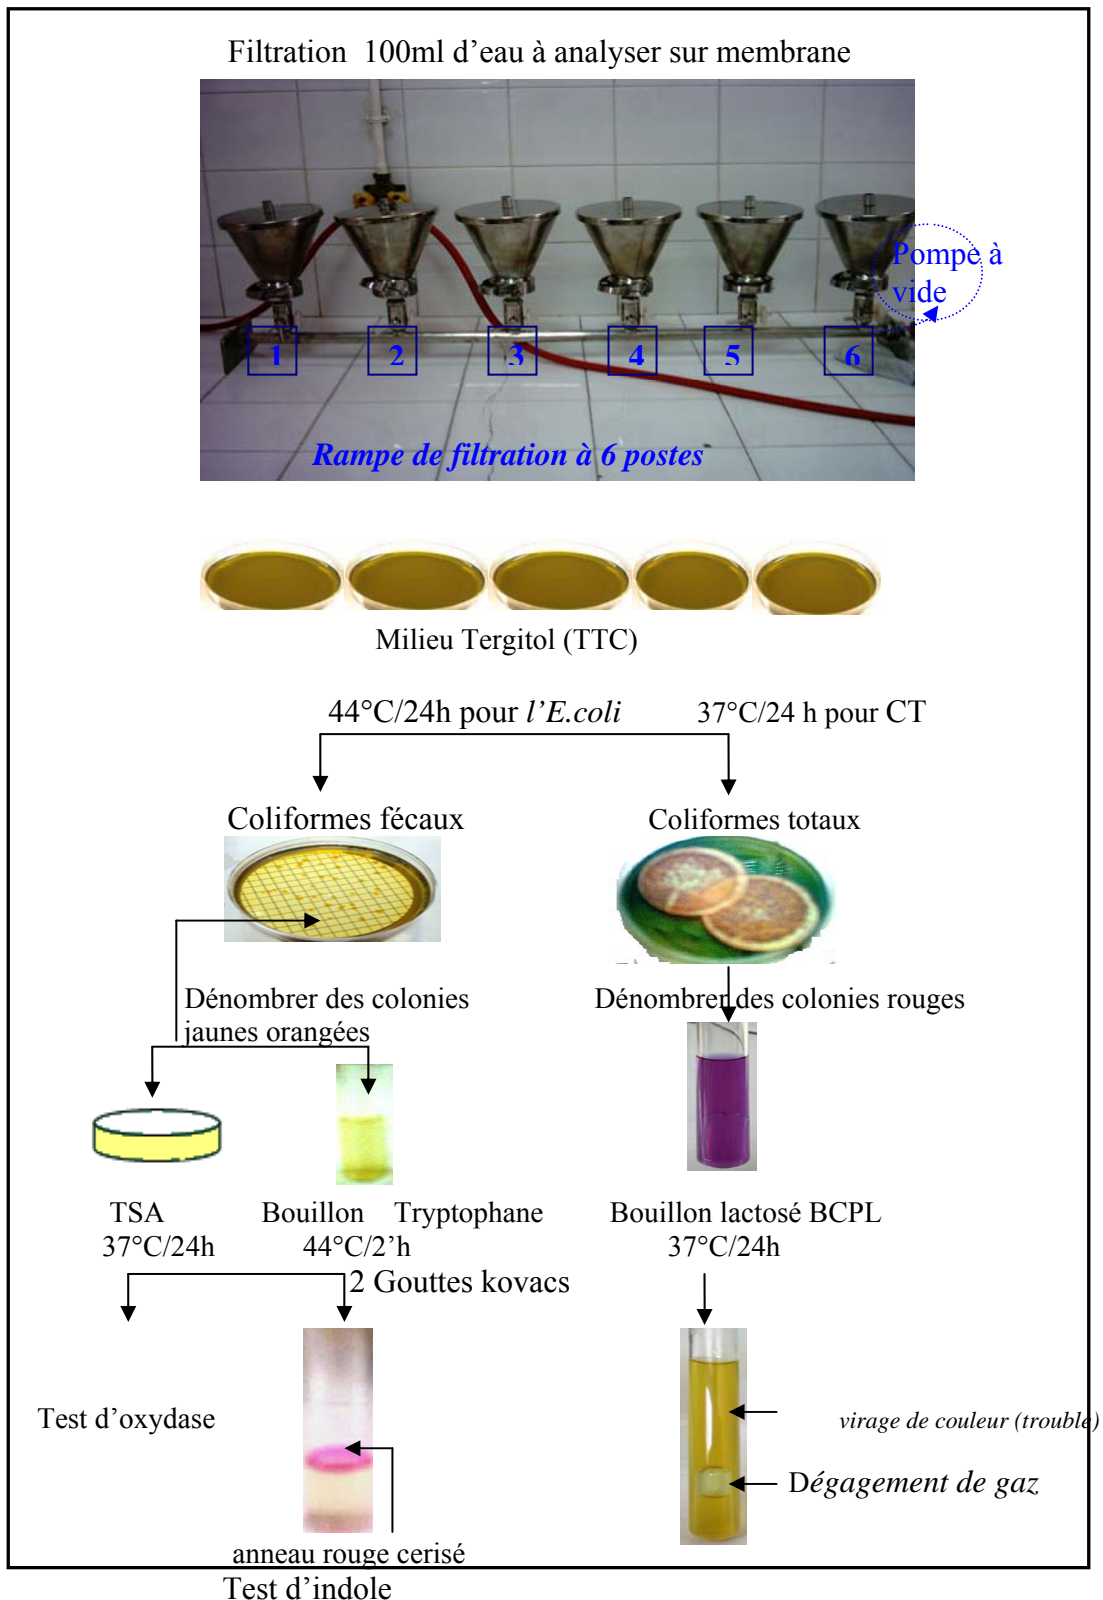 Filtration 100ml d’eau à analyser sur membrane
Pompe à
vide
1 2 3 4 5 6
Rampe de filtration à 6 postes
Milieu Tergitol (TTC)
44°C/24h pour l’E.coli 37°C/24 h pour CT
Coliformes fécaux Coliformes totaux
Dénombrer des colonies
jaunes orangées
Dénombrer des colonies rouges
TSA
37°C/24h
Bouillon Tryptophane
44°C/2’h
2 Gouttes kovacs
Bouillon lactosé BCPL
37°C/24h
Test d’oxydase
virage de couleur (trouble)
Dégagement de gaz
anneau rouge cerisé
Test d’indole